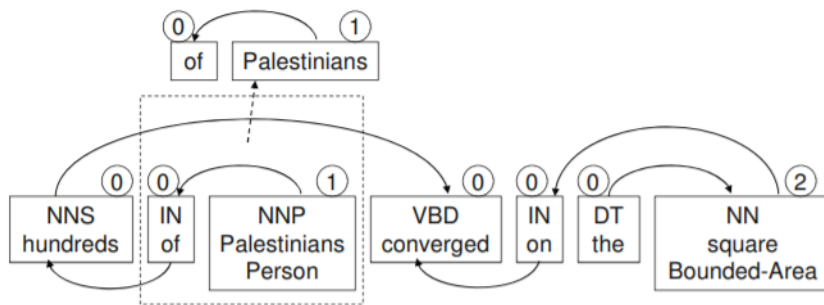 0 1
of Palestinians
0 0 1 0 0 0 2
NNS IN NNP VBD IN DT NN
hundreds of Palestinians converged on the square
Person Bounded-Area